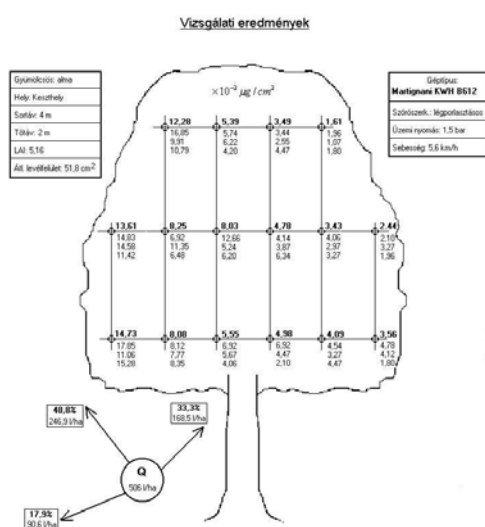 Vizsgálati eredmények
Gyümölcsös: alma
Hely: Keszthely
Sortáv: 4 m
Tőtáv: 2 m
LAI: 5,16
Átl. levélfelület: 51,8 cm²
×10⁻² µg / cm²
Géptípus:
Martignani KWH B612
Szórószerk.: légporlasztásos
Üzemi nyomás: 1,5 bar
Sebesség: 5,6 km/h
12,28 5,39 3,49 1,61
16,85 5,74 3,44 1,96
9,91 6,22 2,55 1,07
10,79 4,20 4,47 1,80
13,61 8,25 8,03 4,78 3,43 2,44
14,83 6,92 12,66 4,14 4,06 2,10
14,58 11,35 5,24 3,87 2,97 3,27
11,42 6,48 6,20 6,34 3,27 1,96
14,73 8,08 5,55 4,98 4,09 3,56
17,85 8,12 6,92 6,92 4,54 4,78
11,06 7,77 5,67 4,47 3,27 4,12
15,28 8,35 4,06 2,10 4,47 1,80
48,8%
246,9 l/ha
33,3%
168,5 l/ha
Q
506 l/ha
17,9%
90,6 l/ha